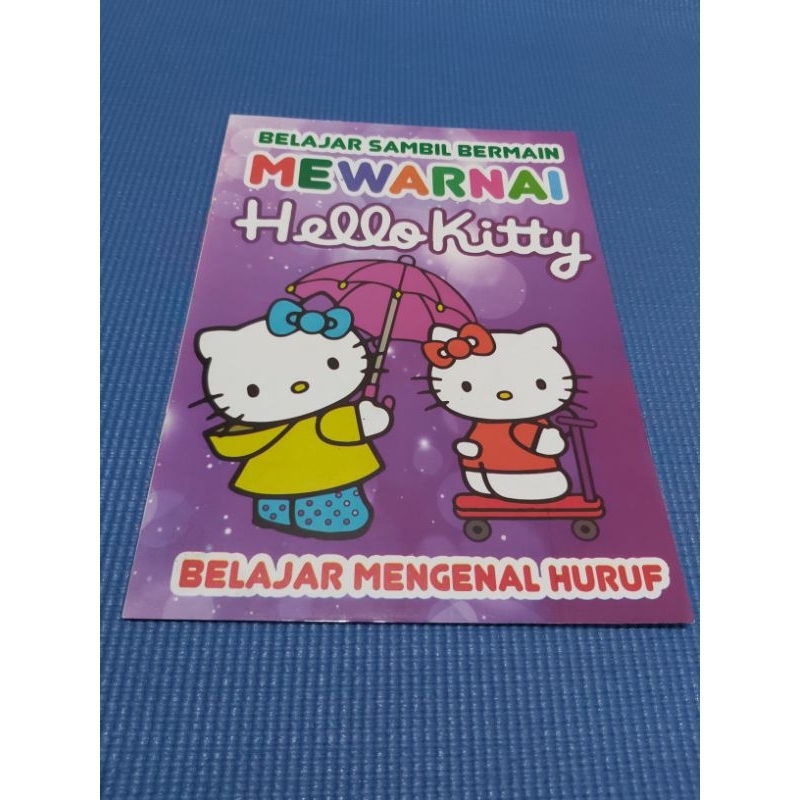 BELAJAR SAMBIL BERMAIN
MEWARNAI
Hello Kitty
BELAJAR MENGENAL HURUF